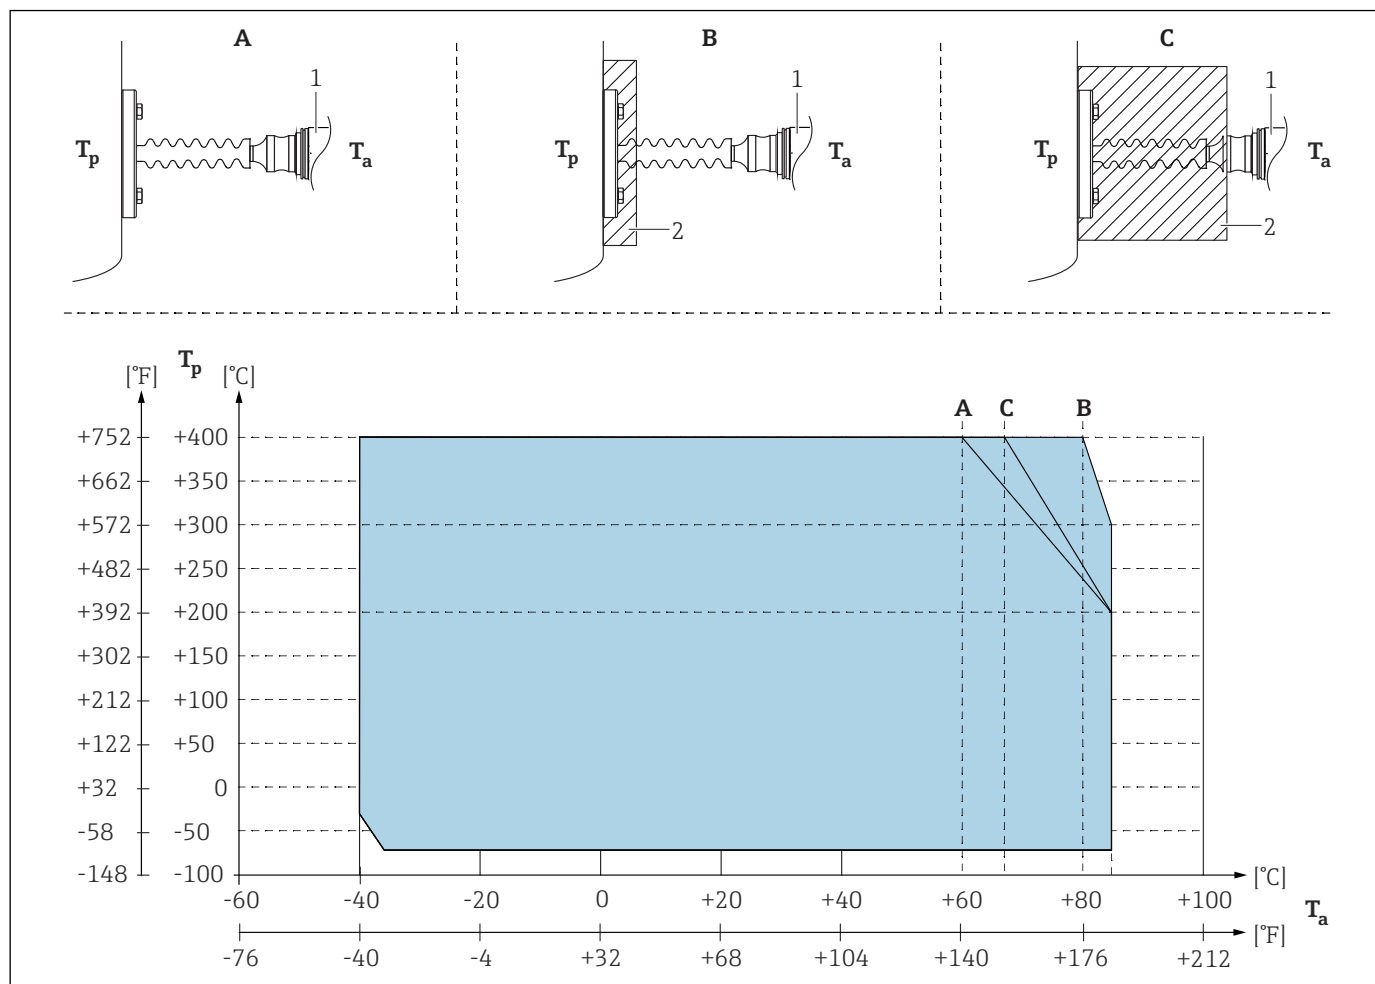 A B C
1 1 1
Tp Ta Tp Ta Tp Ta
2 2
Tp
[°F] [°C]
A C B
+752 +400
+662 +350
+572 +300
+482 +250
+392 +200
+302 +150
+212 +100
+122 +50
+32 0
-58 -50
-148 -100
[°C]
-60 -40 -20 0 +20 +40 +60 +80 +100
Ta
[°F]
-76 -40 -4 +32 +68 +104 +140 +176 +212